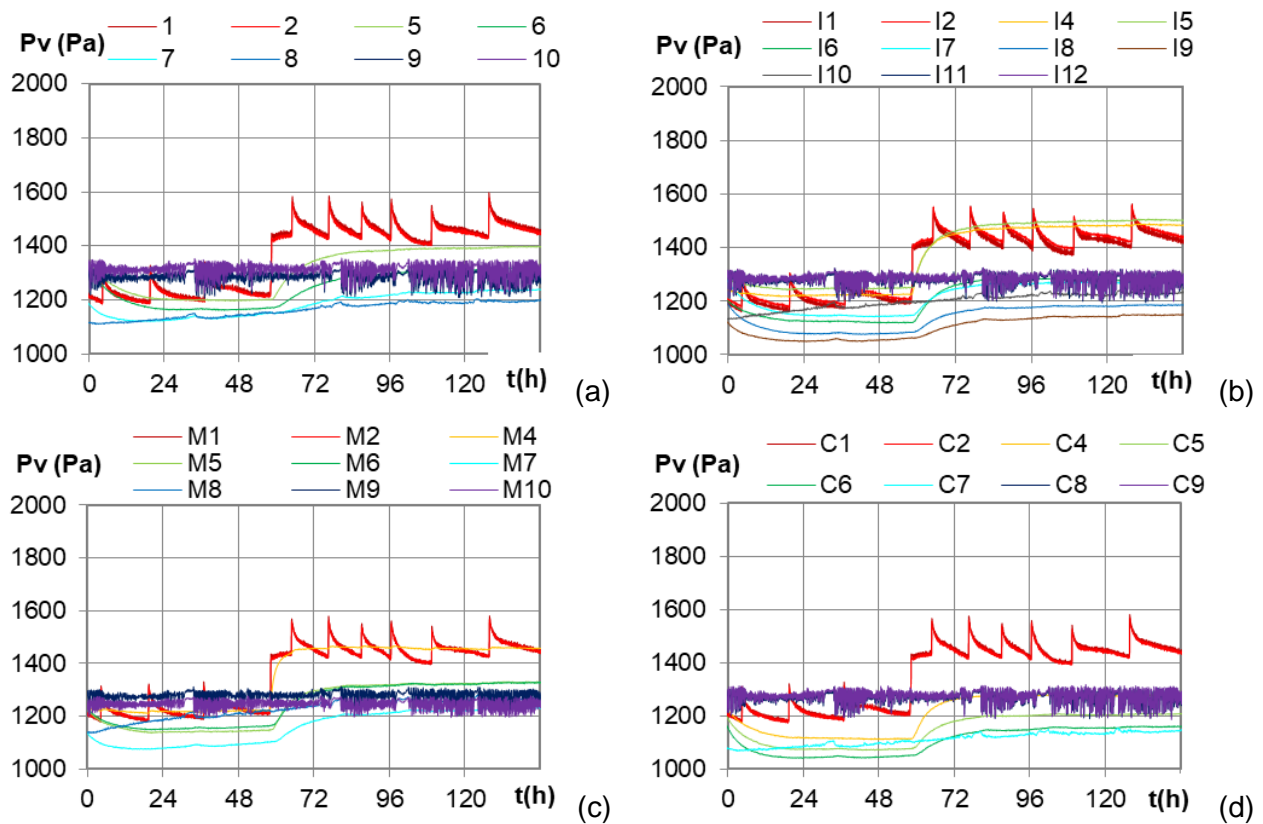 1 2 5 6
Pv (Pa)
7 8 9 10
2000
1800
1600
1400
1200
1000
0 24 48 72 96 120 t(h)
(a)
I1 I2 I4 I5
Pv (Pa)
I6 I7 I8 I9
I10 I11 I12
2000
1800
1600
1400
1200
1000
0 24 48 72 96 120 t(h)
(b)
M1 M2 M4
Pv (Pa)
M5 M6 M7
M8 M9 M10
2000
1800
1600
1400
1200
1000
0 24 48 72 96 120 t(h)
(c)
C1 C2 C4 C5
Pv (Pa)
C6 C7 C8 C9
2000
1800
1600
1400
1200
1000
0 24 48 72 96 120 t(h)
(d)